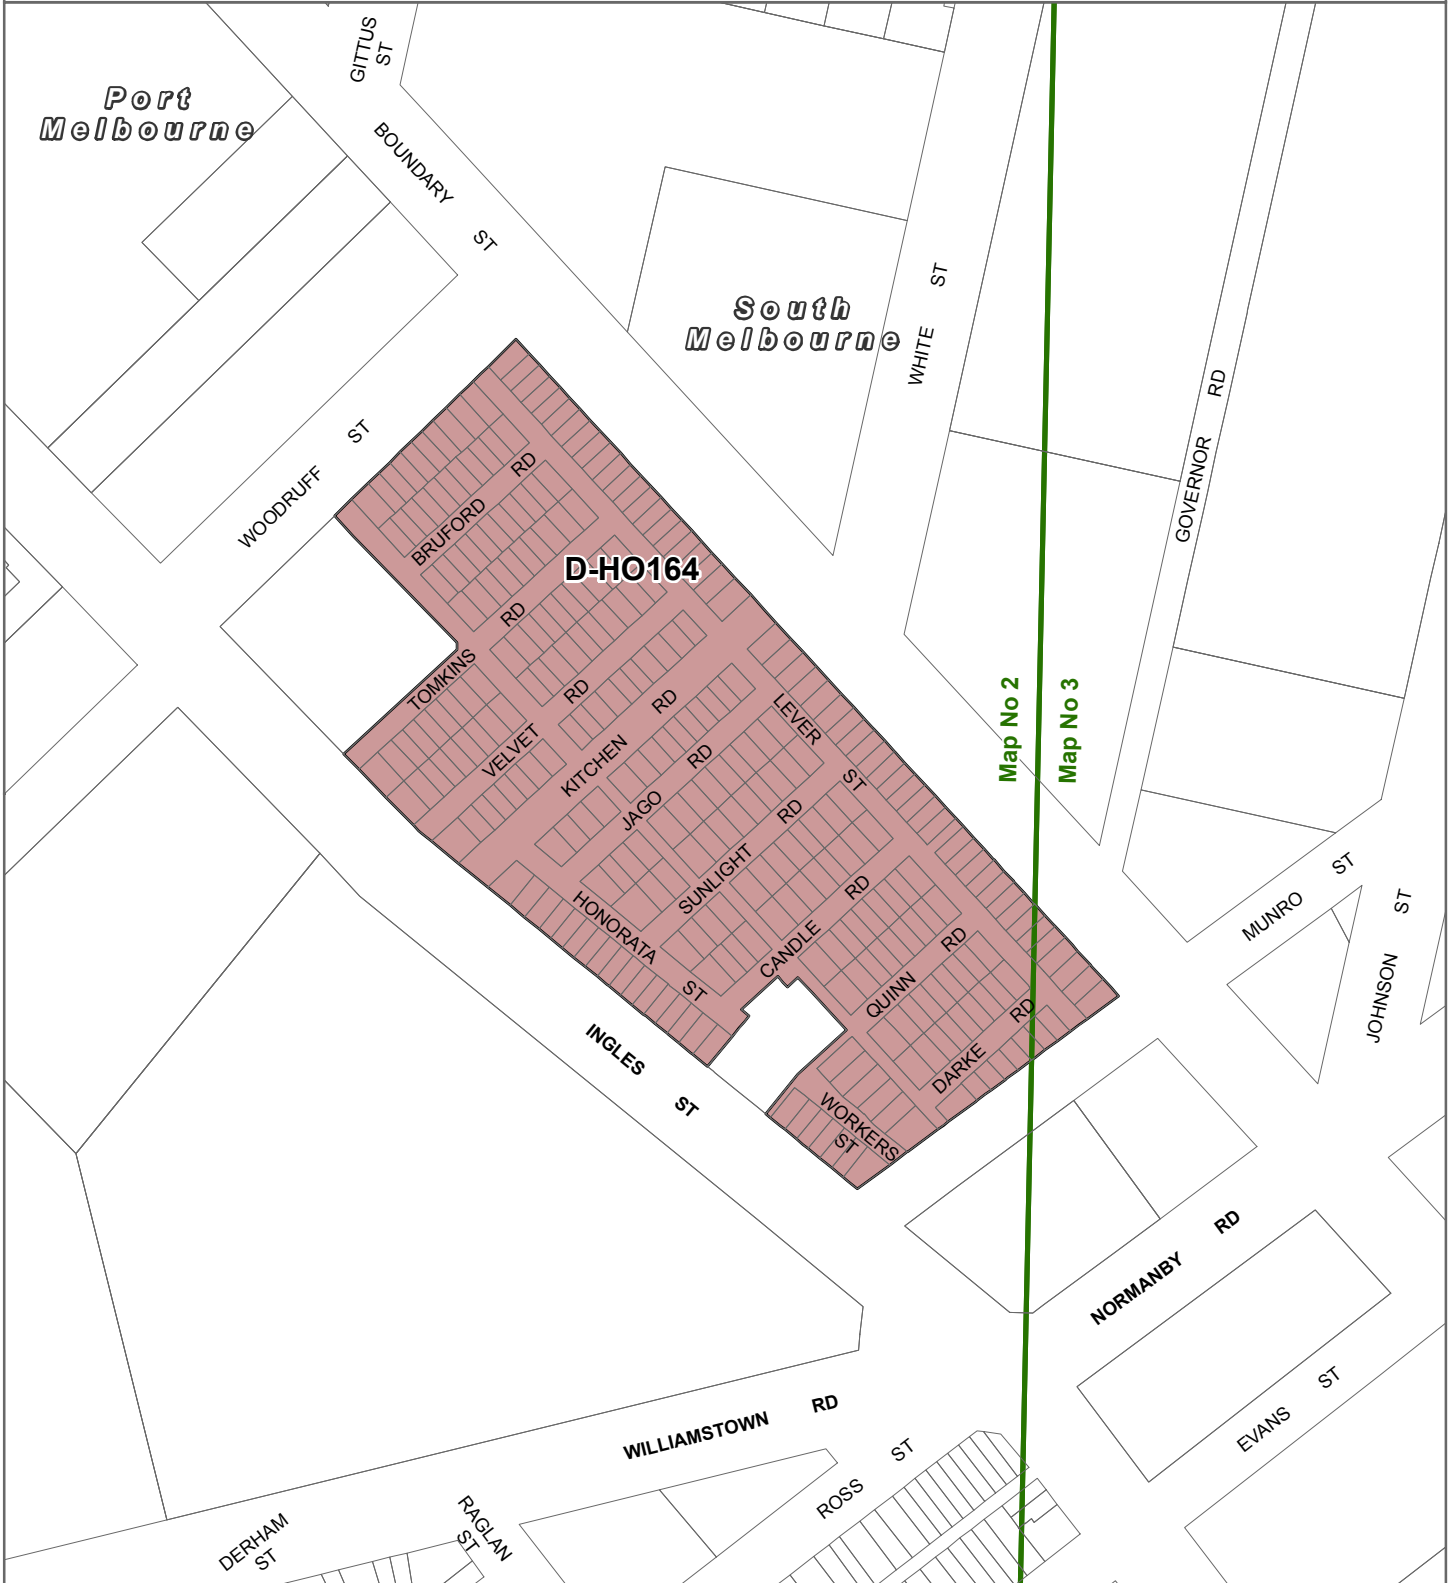 GITTUS
ST
Port
Melbourne
BOUNDARY
ST
South
Melbourne
WHITE
ST
GOVERNOR
RD
WOODRUFF
ST
BRUFORD
RD
D-HO164
TOMKINS
RD
VELVET
RD
KITCHEN
RD
LEVER
ST
Map No 2
Map No 3
JAGO
RD
SUNLIGHT
RD
HONORATA
ST
CANDLE
RD
QUINN
RD
DARKE
RD
WORKERS
ST
MUNRO
ST
JOHNSON
ST
INGLES
ST
NORMANBY
RD
EVANS
ST
WILLIAMSTOWN
RD
ROSS
ST
RAGLAN
ST
DERHAM
ST